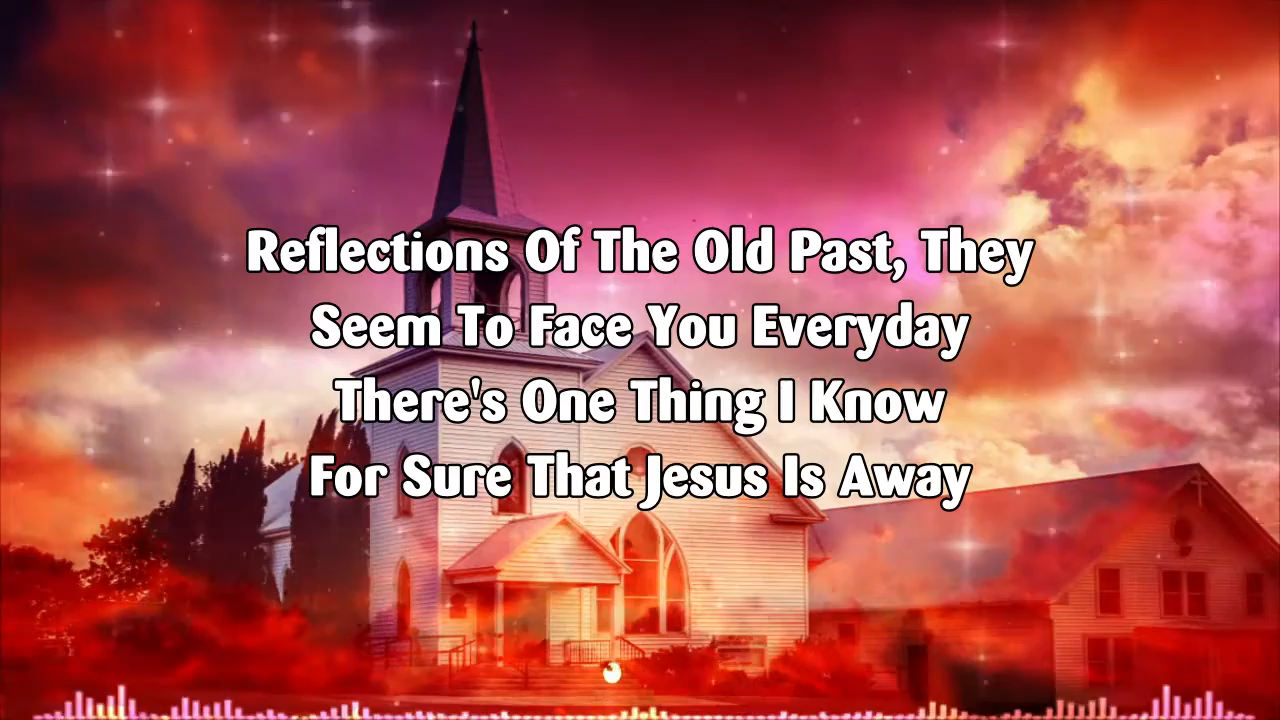 Reflections Of The Old Past, They
Seem To Face You Everyday
There's One Thing I Know
For Sure That Jesus Is Away